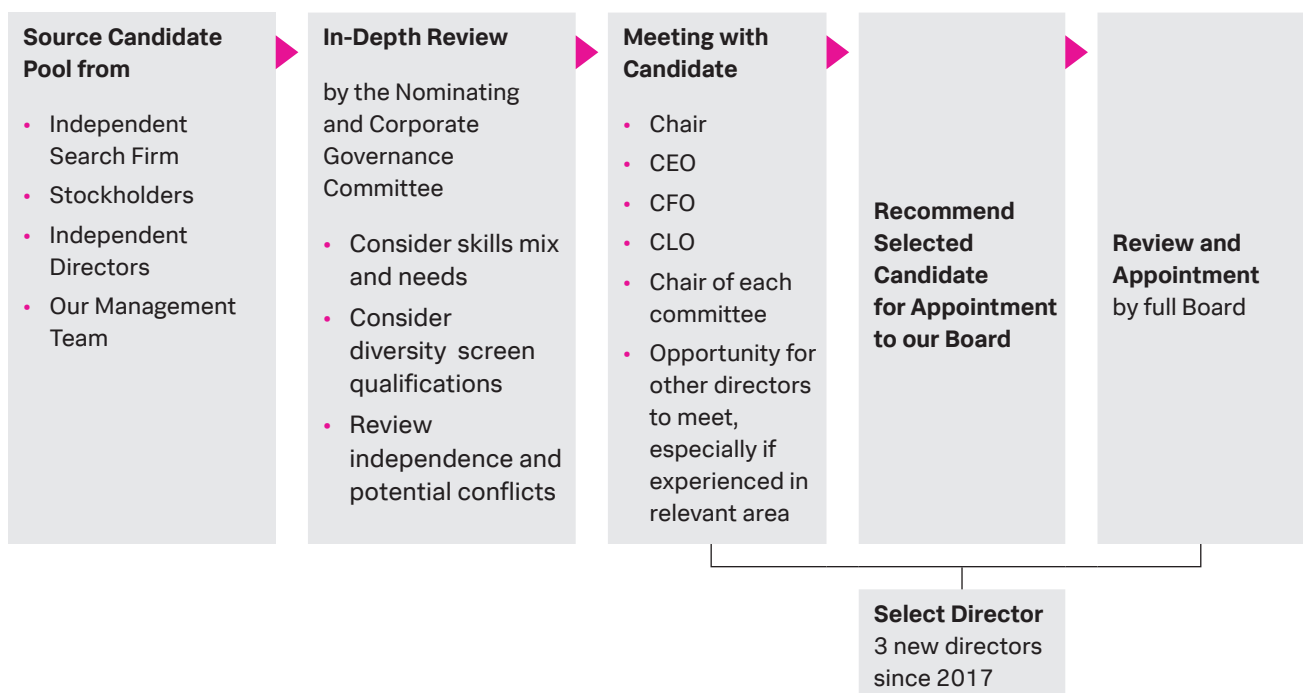 Source Candidate
Pool from
• Independent
Search Firm
• Stockholders
• Independent
Directors
• Our Management
Team
In-Depth Review
by the Nominating
and Corporate
Governance
Committee
• Consider skills mix
and needs
• Consider
diversity screen
qualifications
• Review
independence and
potential conflicts
Meeting with
Candidate
• Chair
• CEO
• CFO
• CLO
• Chair of each
committee
• Opportunity for
other directors
to meet,
especially if
experienced in
relevant area
Recommend
Selected
Candidate
for Appointment
to our Board
Review and
Appointment
by full Board
Select Director
3 new directors
since 2017